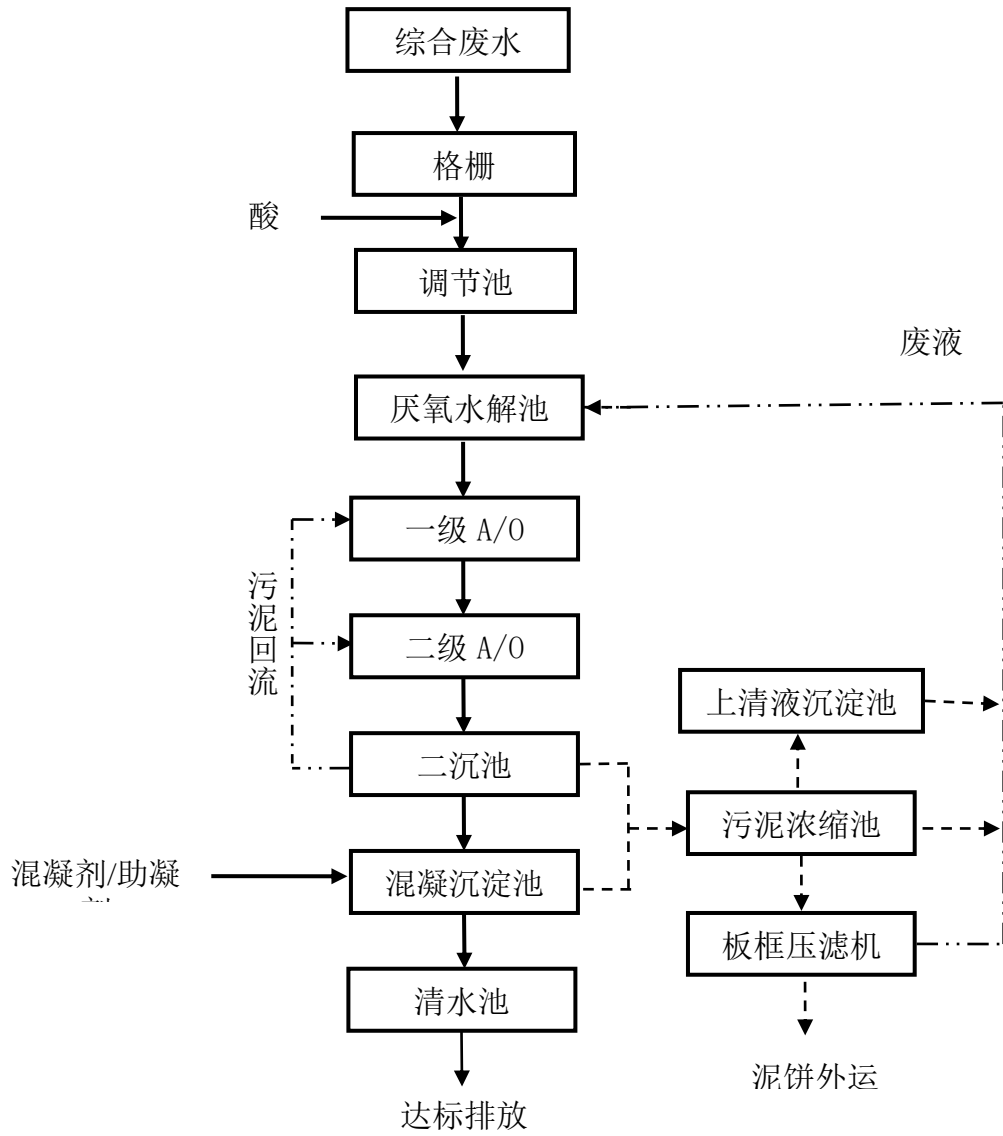 综合废水
格栅
酸
调节池
废液
厌氧水解池
一级 A/O
污泥回流
二级 A/O
上清液沉淀池
二沉池
污泥浓缩池
混凝剂/助凝
混凝沉淀池
板框压滤机
清水池
泥饼外运
达标排放